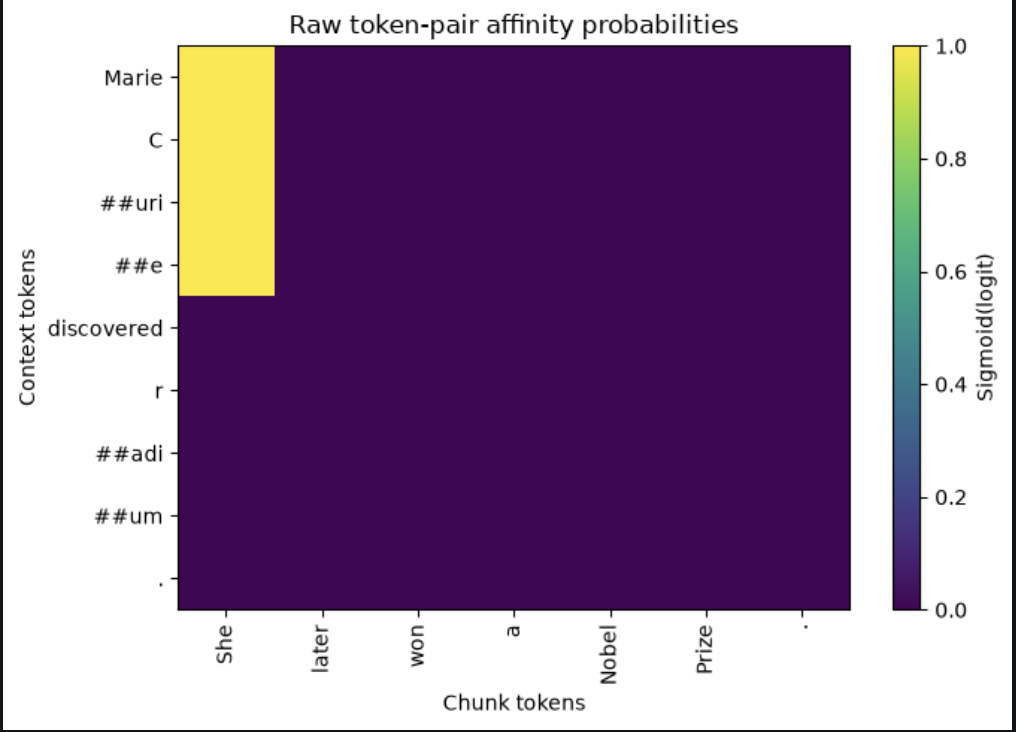 Raw token-pair affinity probabilities
Context tokens
Marie
C
##uri
##e
discovered
r
##adi
##um
.
She
later
won
a
Nobel
Prize
.
Chunk tokens
1.0
0.8
0.6
0.4
0.2
0.0
Sigmoid(logit)